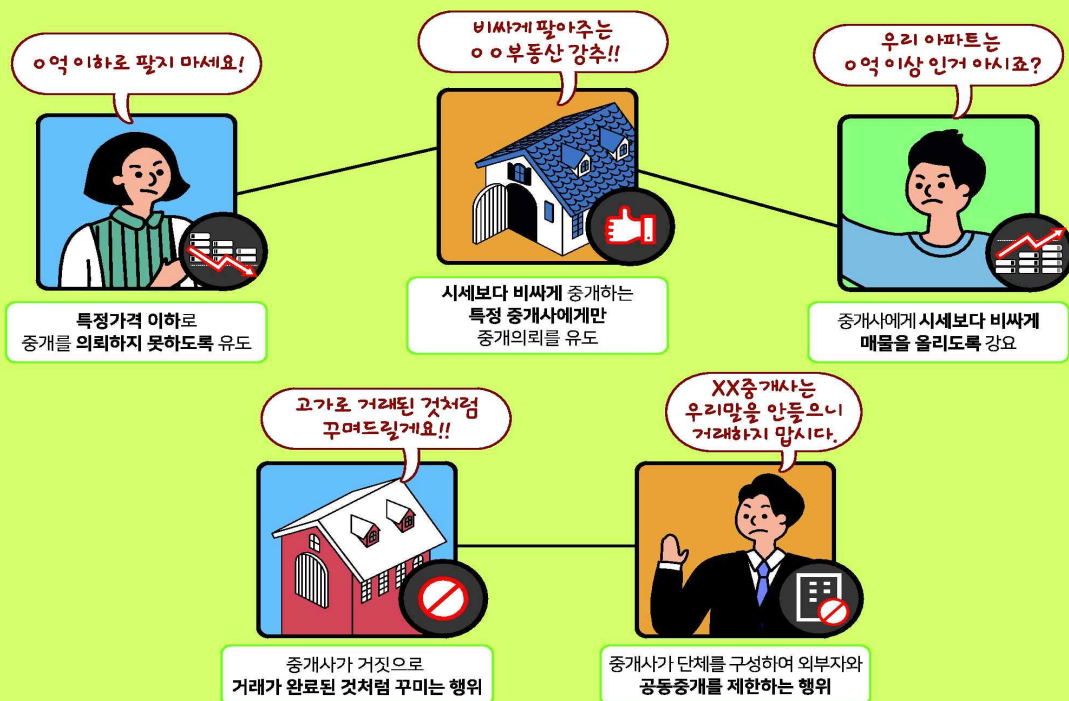 o억 이하로 팔지 마세요!
비싸게 팔아주는
o o 부동산 강추!!
우리 아파트는
o억 이상 인거 아시죠?
특정가격 이하로
중개를 의뢰하지 못하도록 유도
시세보다 비싸게 중개하는
특정 중개사에게만
중개의뢰를 유도
중개사에게 시세보다 비싸게
매물을 올리도록 강요
고가로 거래된 것처럼
꾸며드릴게요!!
XX중개사는
우리말을 안들으니
거래하지 맙시다.
중개사가 거짓으로
거래가 완료된 것처럼 꾸미는 행위
중개사가 단체를 구성하여 외부자와
공동중개를 제한하는 행위